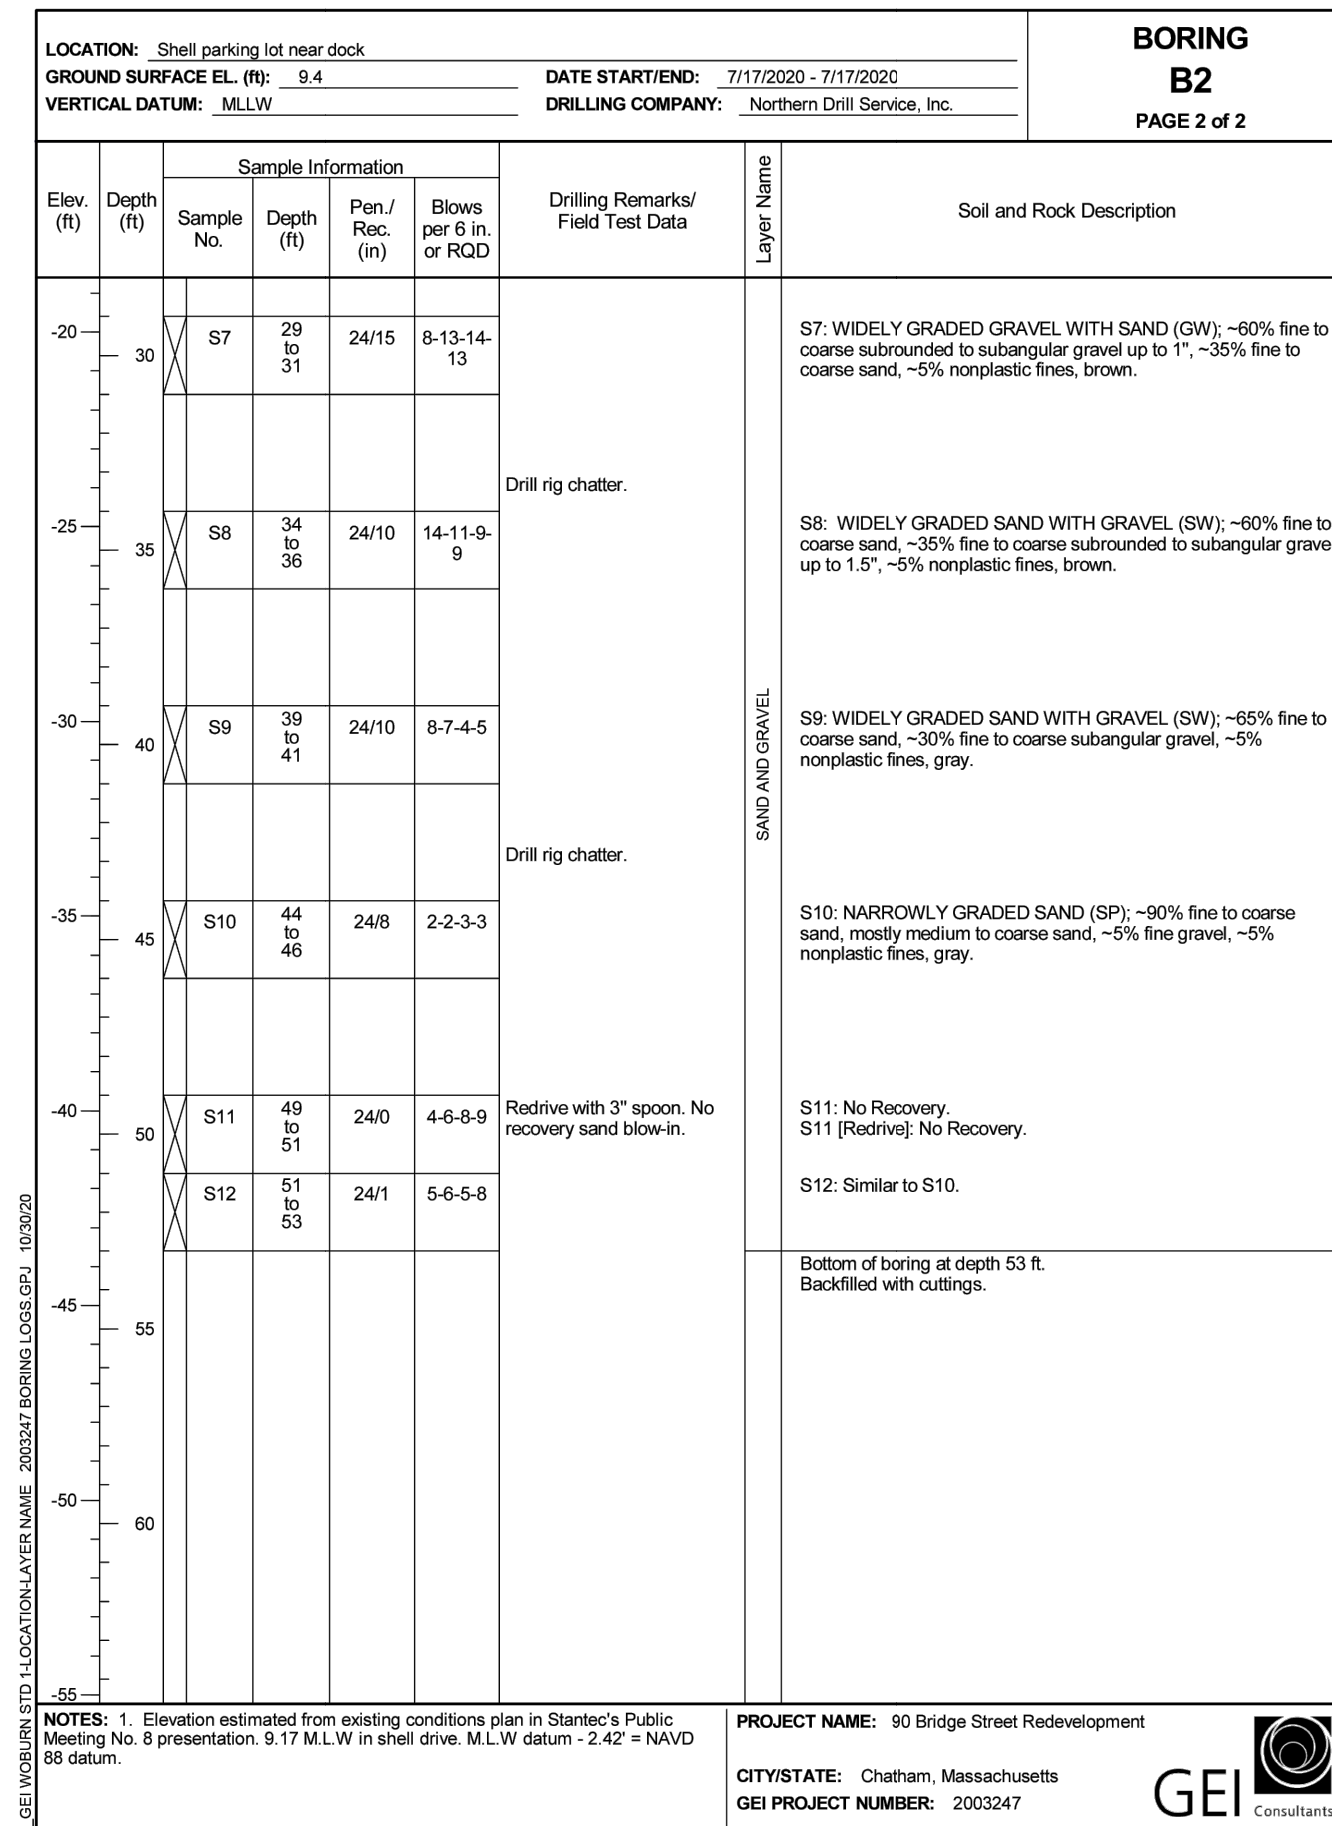 LOCATION: Shell parking lot near dock
GROUND SURFACE EL. (ft): 9.4
DATE START/END: 7/17/2020 - 7/17/2020
VERTICAL DATUM: MLLW
DRILLING COMPANY: Northern Drill Service, Inc.
BORING
B2
PAGE 2 of 2
Elev.
(ft)
Depth
(ft)
Sample Information
Sample
No.
Depth
(ft)
Pen./
Rec.
(in)
Blows
per 6 in.
or RQD
Drilling Remarks/
Field Test Data
Layer Name
Soil and Rock Description
-20
30
S7
29
to
31
24/15
8-13-14-
13
S7: WIDELY GRADED GRAVEL WITH SAND (GW); ~60% fine to
coarse subrounded to subangular gravel up to 1", ~35% fine to
coarse sand, ~5% nonplastic fines, brown.
Drill rig chatter.
-25
35
S8
34
to
36
24/10
14-11-9-
9
S8: WIDELY GRADED SAND WITH GRAVEL (SW); ~60% fine to
coarse sand, ~35% fine to coarse subrounded to subangular grave
up to 1.5", ~5% nonplastic fines, brown.
-30
40
S9
39
to
41
24/10
8-7-4-5
SAND AND GRAVEL
S9: WIDELY GRADED SAND WITH GRAVEL (SW); ~65% fine to
coarse sand, ~30% fine to coarse subangular gravel, ~5%
nonplastic fines, gray.
Drill rig chatter.
-35
45
S10
44
to
46
24/8
2-2-3-3
S10: NARROWLY GRADED SAND (SP); ~90% fine to coarse
sand, mostly medium to coarse sand, ~5% fine gravel, ~5%
nonplastic fines, gray.
-40
50
S11
49
to
51
24/0
4-6-8-9
Redrive with 3" spoon. No
recovery sand blow-in.
S11: No Recovery.
S11 [Redrive]: No Recovery.
S12
51
to
53
24/1
5-6-5-8
S12: Similar to S10.
Bottom of boring at depth 53 ft.
Backfilled with cuttings.
-45
55
-50
60
-55
GEI WOBURN STD 1-LOCATION-LAYER NAME 2003247 BORING LOGS.GPJ 10/30/20
NOTES: 1. Elevation estimated from existing conditions plan in Stantec's Public
Meeting No. 8 presentation. 9.17 M.L.W in shell drive. M.L.W datum - 2.42' = NAVD
88 datum.
PROJECT NAME: 90 Bridge Street Redevelopment
CITY/STATE: Chatham, Massachusetts
GEI PROJECT NUMBER: 2003247
GEI
Consultants